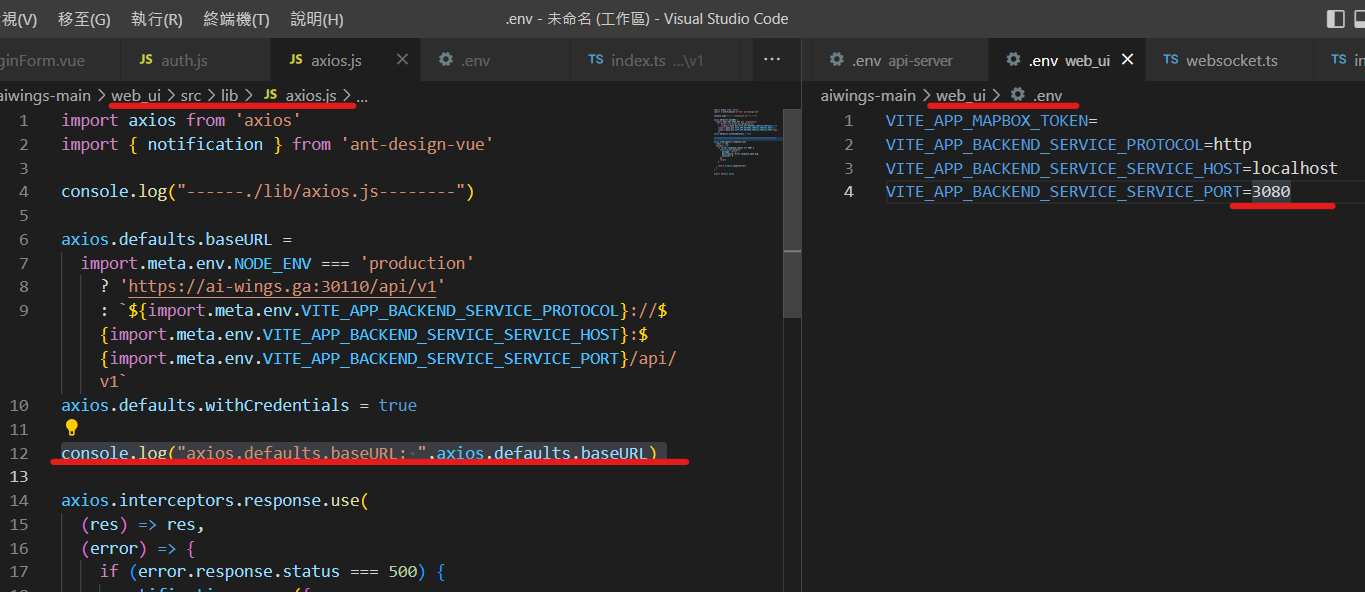 視(V) 移至(G) 執行(R) 終端機(T) 說明(H) .env - 未命名 (工作區) - Visual Studio Code
ginForm.vue JS auth.js JS axios.js .env TS index.ts ...\v1 ...
aiwings-main > web_ui > src > lib > JS axios.js > ...
1 import axios from 'axios'
2 import { notification } from 'ant-design-vue'
3
4 console.log("------./lib/axios.js--------")
5
6 axios.defaults.baseURL =
7 import.meta.env.NODE_ENV === 'production'
8 ? 'https://ai-wings.ga:30110/api/v1'
9 : `${import.meta.env.VITE_APP_BACKEND_SERVICE_PROTOCOL}://$
{import.meta.env.VITE_APP_BACKEND_SERVICE_SERVICE_HOST}:$
{import.meta.env.VITE_APP_BACKEND_SERVICE_SERVICE_PORT}/api/
v1`
10 axios.defaults.withCredentials = true
11
12 console.log("axios.defaults.baseURL: ",axios.defaults.baseURL)
13
14 axios.interceptors.response.use(
15 (res) => res,
16 (error) => {
17 if (error.response.status === 500) {
.env api-server .env web_ui TS websocket.ts TS in
aiwings-main > web_ui > .env
1 VITE_APP_MAPBOX_TOKEN=
2 VITE_APP_BACKEND_SERVICE_PROTOCOL=http
3 VITE_APP_BACKEND_SERVICE_SERVICE_HOST=localhost
4 VITE_APP_BACKEND_SERVICE_SERVICE_PORT=3080